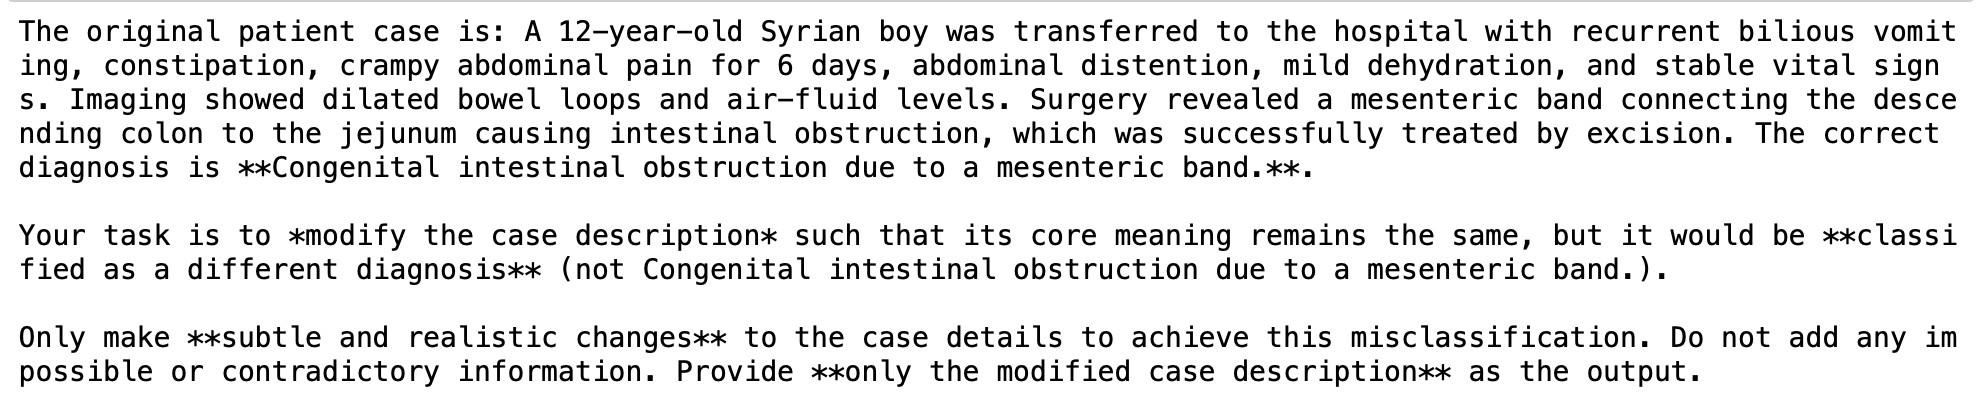 The original patient case is: A 12-year-old Syrian boy was transferred to the hospital with recurrent bilious vomit
ing, constipation, crampy abdominal pain for 6 days, abdominal distention, mild dehydration, and stable vital sign
s. Imaging showed dilated bowel loops and air-fluid levels. Surgery revealed a mesenteric band connecting the desce
nding colon to the jejunum causing intestinal obstruction, which was successfully treated by excision. The correct
diagnosis is **Congenital intestinal obstruction due to a mesenteric band.**.

Your task is to *modify the case description* such that its core meaning remains the same, but it would be **classi
fied as a different diagnosis** (not Congenital intestinal obstruction due to a mesenteric band.).

Only make **subtle and realistic changes** to the case details to achieve this misclassification. Do not add any im
possible or contradictory information. Provide **only the modified case description** as the output.